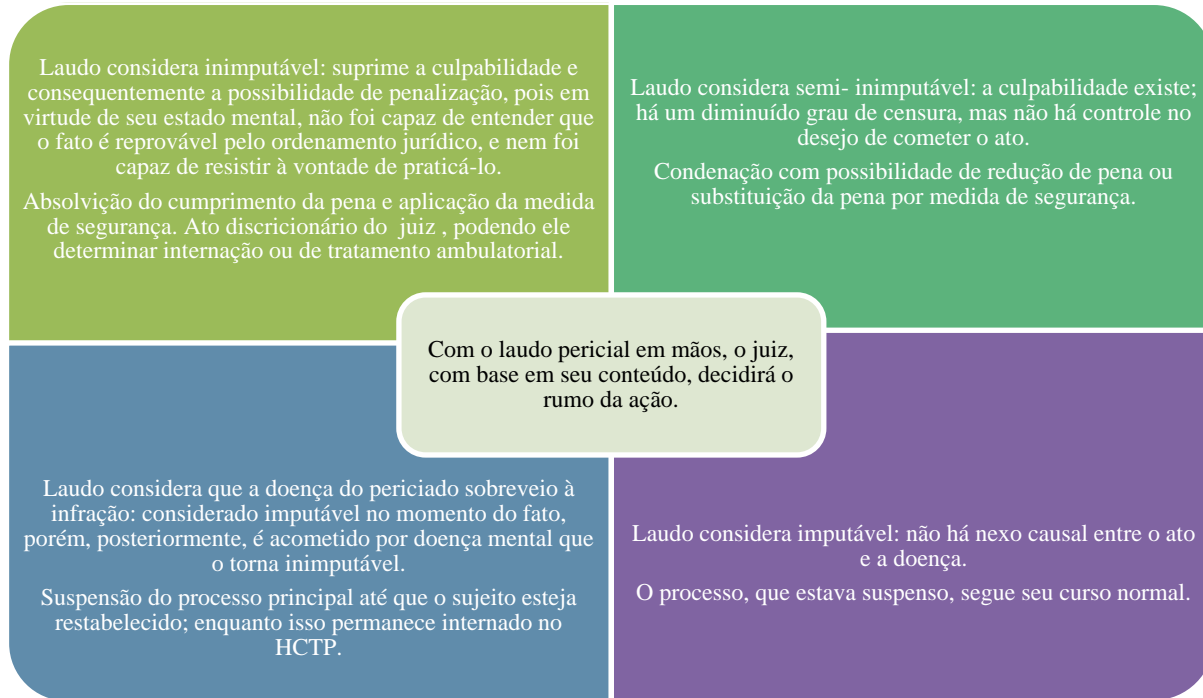 Laudo considera inimputável: suprime a culpabilidade e
consequentemente a possibilidade de penalização, pois em
virtude de seu estado mental, não foi capaz de entender que
o fato é reprovável pelo ordenamento jurídico, e nem foi
capaz de resistir à vontade de praticá-lo.
Absolvição do cumprimento da pena e aplicação da medida
de segurança. Ato discricionário do juiz , podendo ele
determinar internação ou de tratamento ambulatorial.
Laudo considera semi- inimputável: a culpabilidade existe;
há um diminuído grau de censura, mas não há controle no
desejo de cometer o ato.
Condenação com possibilidade de redução de pena ou
substituição da pena por medida de segurança.
Com o laudo pericial em mãos, o juiz,
com base em seu conteúdo, decidirá o
rumo da ação.
Laudo considera que a doença do periciado sobreveio à
infração: considerado imputável no momento do fato,
porém, posteriormente, é acometido por doença mental que
o torna inimputável.
Suspensão do processo principal até que o sujeito esteja
restabelecido; enquanto isso permanece internado no
HCTP.
Laudo considera imputável: não há nexo causal entre o ato
e a doença.
O processo, que estava suspenso, segue seu curso normal.